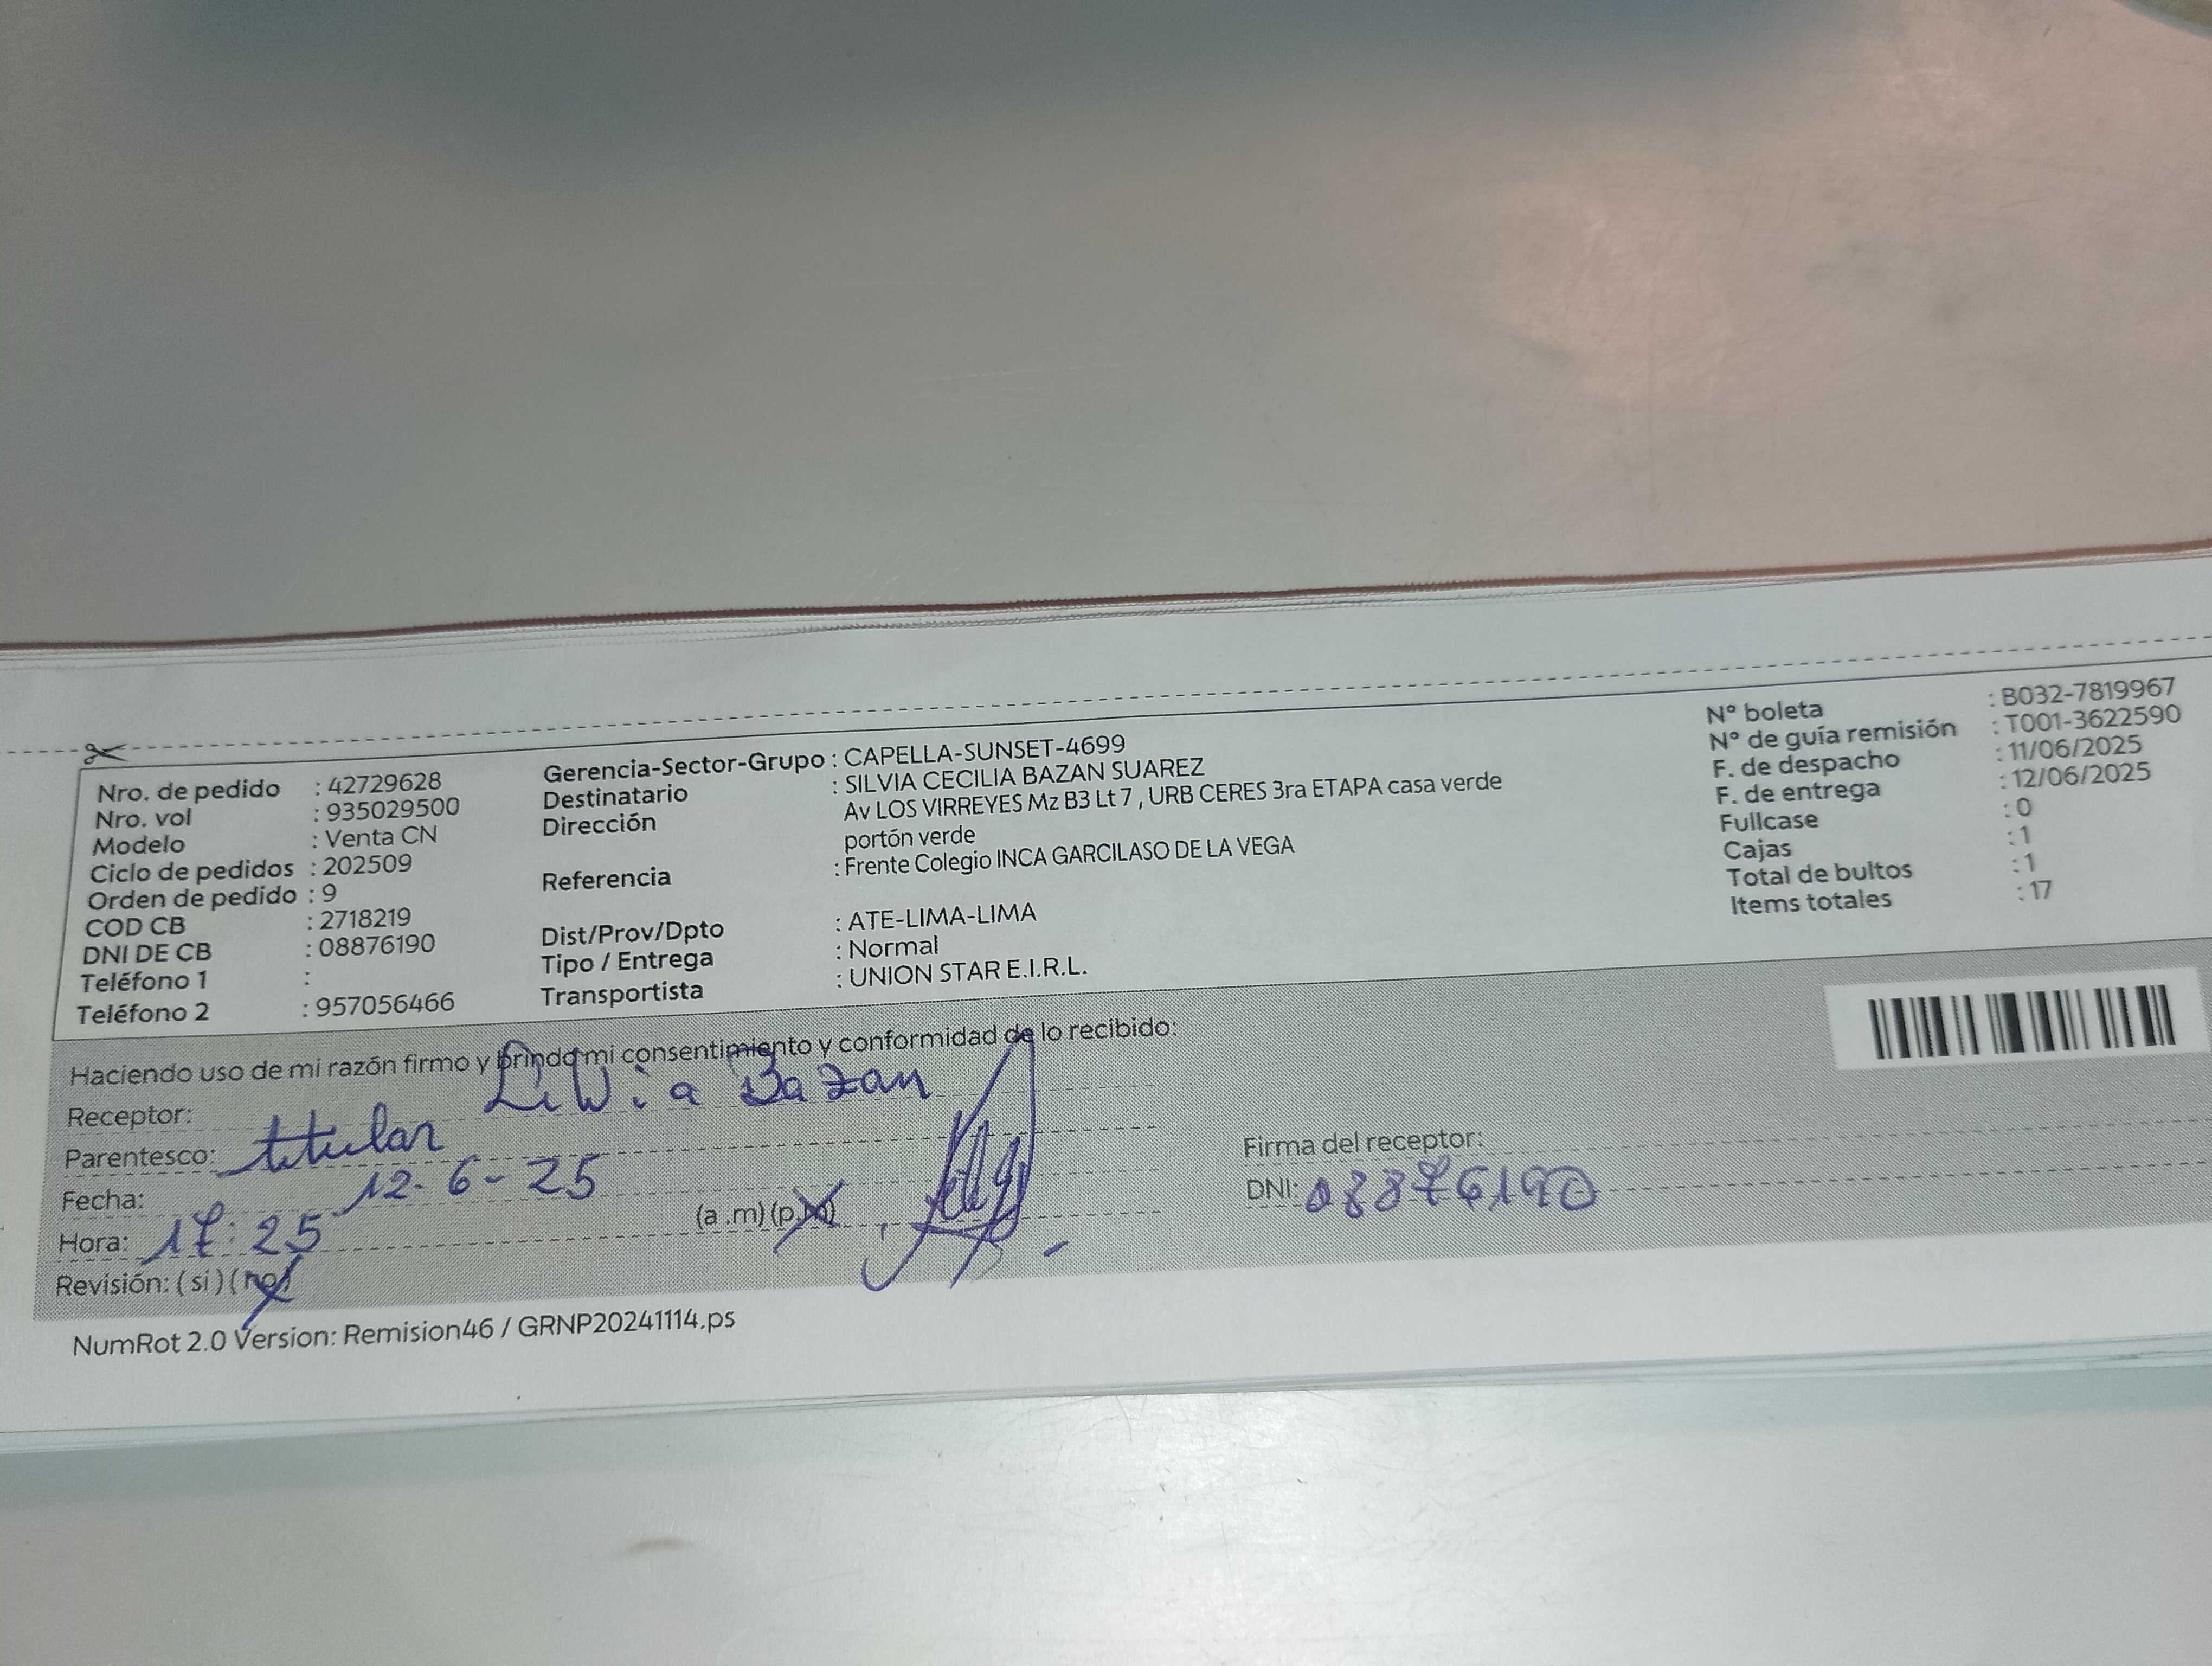 Nro. de pedido : 42729628
Nro. vol : 935029500
Modelo : Venta CN
Ciclo de pedidos : 202509
Orden de pedido : 9
COD CB : 2718219
DNI DE CB : 08876190
Teléfono 1 :
Teléfono 2 : 957056466
Gerencia-Sector-Grupo : CAPELLA-SUNSET-4699
Destinatario : SILVIA CECILIA BAZAN SUAREZ
Dirección Av LOS VIRREYES Mz B3 Lt 7 , URB CERES 3ra ETAPA casa verde
portón verde
Referencia : Frente Colegio INCA GARCILASO DE LA VEGA
Dist/Prov/Dpto : ATE-LIMA-LIMA
Tipo / Entrega : Normal
Transportista : UNION STAR E.I.R.L.
N° boleta : B032-7819967
N° de guía remisión : T001-3622590
F. de despacho : 11/06/2025
F. de entrega : 12/06/2025
Fullcase : 0
Cajas : 1
Total de bultos : 1
Items totales : 17
Haciendo uso de mi razón firmo y brindo mi consentimiento y conformidad de lo recibido:
Receptor: Bazan
Parentesco: titular
Fecha: 12-6-25
Hora: 17:25 (a .m) (p.m)
Revisión: ( si ) ( no)
Firma del receptor:
DNI: 08876190
NumRot 2.0 Version: Remision46 / GRNP20241114.ps